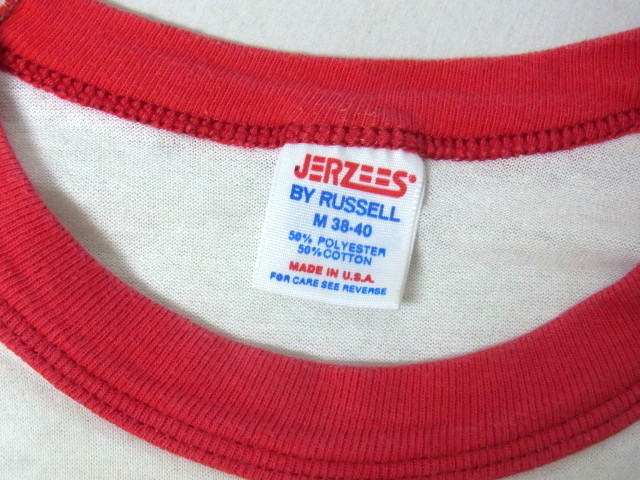 JERZEES
BY RUSSELL
M 38-40
50% POLYESTER
50% COTTON
MADE IN U.S.A.
FOR CARE SEE REVERSE